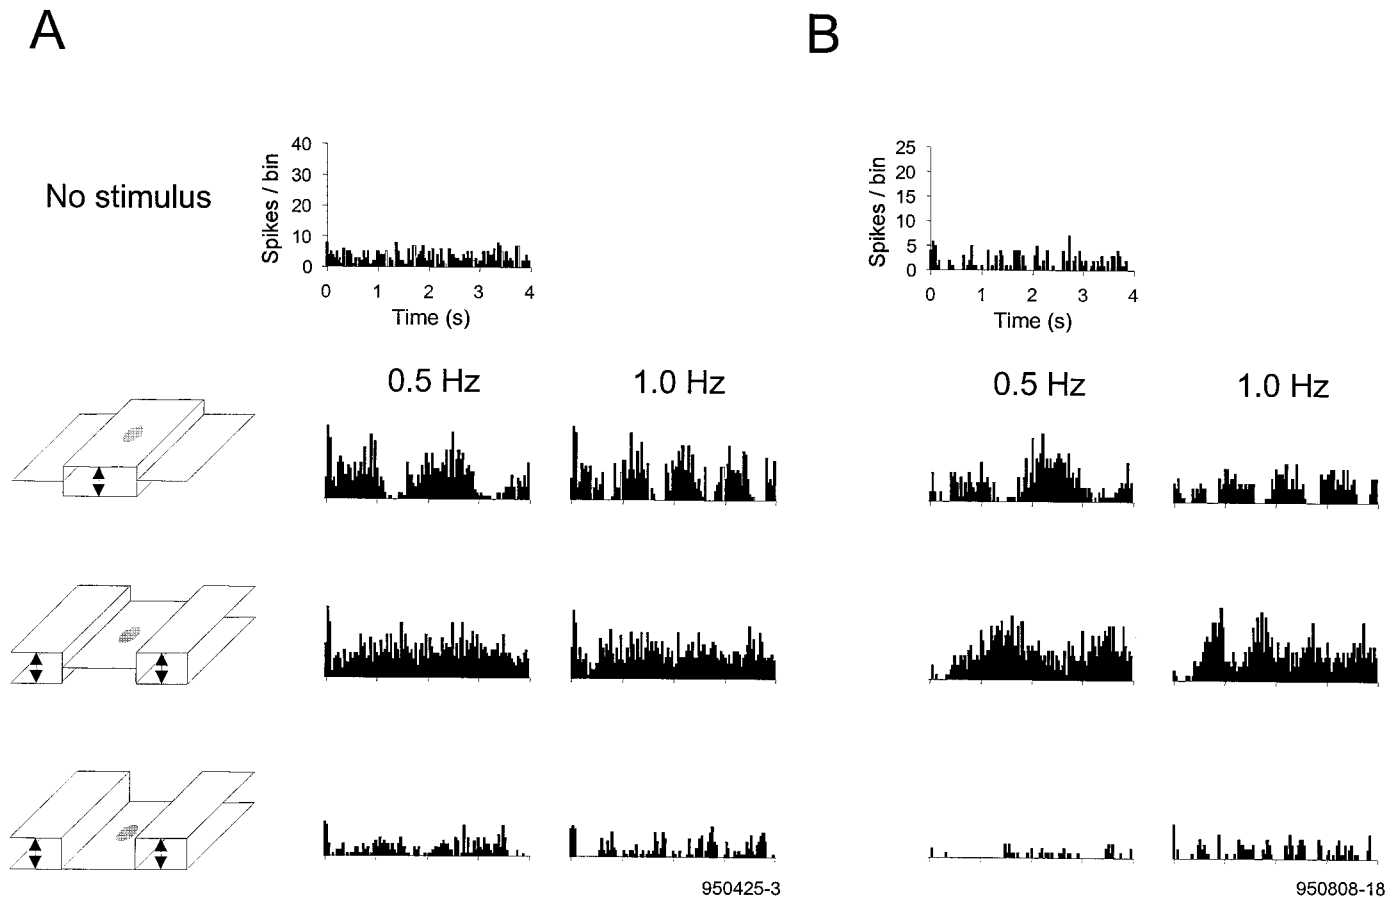 A
B
No stimulus
Spikes / bin
40
30
20
10
0
0 1 2 3 4
Time (s)
Spikes / bin
25
20
15
10
5
0
0 1 2 3 4
Time (s)
0.5 Hz
1.0 Hz
0.5 Hz
1.0 Hz
950425-3
950808-18